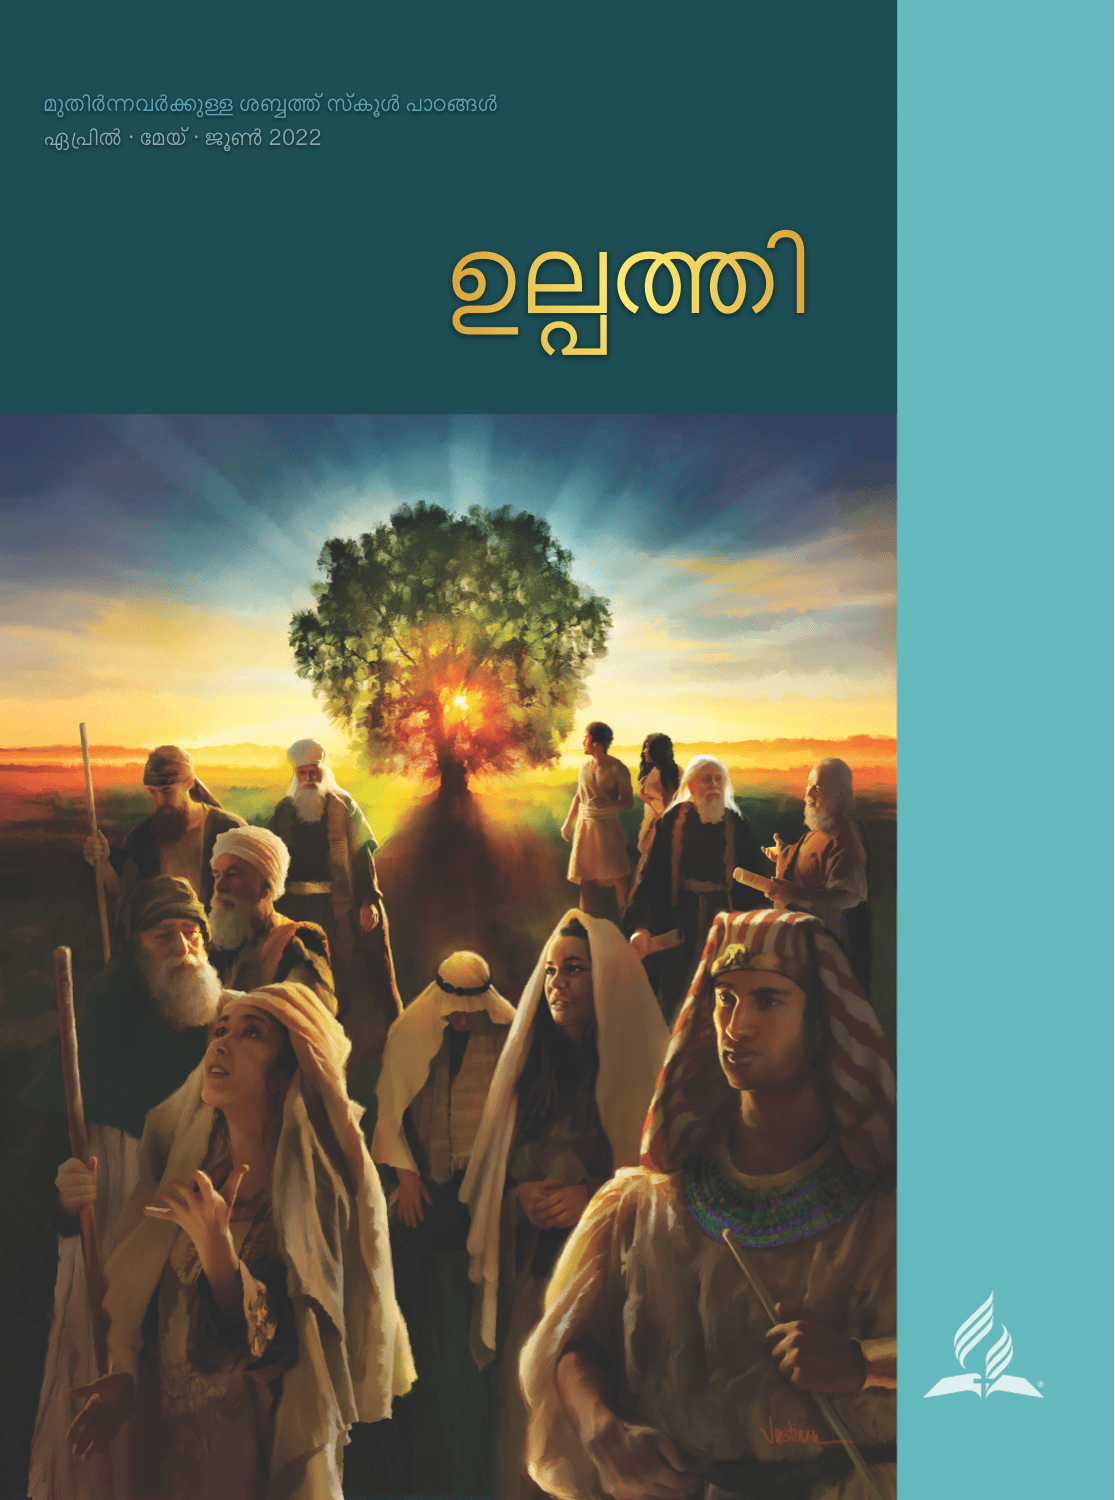 മുതിർന്നവർക്കുള്ള ശബ്ബത്ത് സ്കൂൾ പാഠങ്ങൾ
ഏപ്രിൽ · മേയ് · ജൂൺ 2022
ഉല്പത്തി